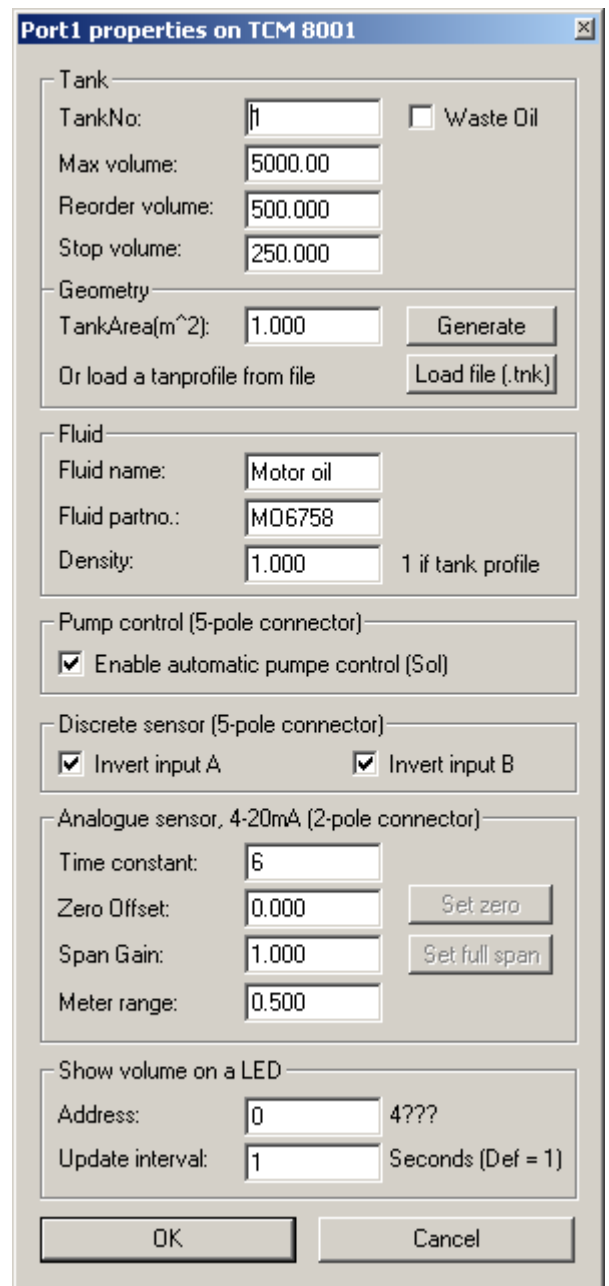 Port1 properties on TCM 8001
Tank
TankNo: 1 Waste Oil
Max volume: 5000.00
Reorder volume: 500.000
Stop volume: 250.000
Geometry
TankArea(m^2): 1.000 Generate
Or load a tanprofile from file Load file (.tnk)
Fluid
Fluid name: Motor oil
Fluid partno.: MO6758
Density: 1.000 1 if tank profile
Pump control (5-pole connector)
Enable automatic pumpe control (Sol)
Discrete sensor (5-pole connector)
Invert input A Invert input B
Analogue sensor, 4-20mA (2-pole connector)
Time constant: 6
Zero Offset: 0.000 Set zero
Span Gain: 1.000 Set full span
Meter range: 0.500
Show volume on a LED
Address: 0 4???
Update interval: 1 Seconds (Def = 1)
OK Cancel